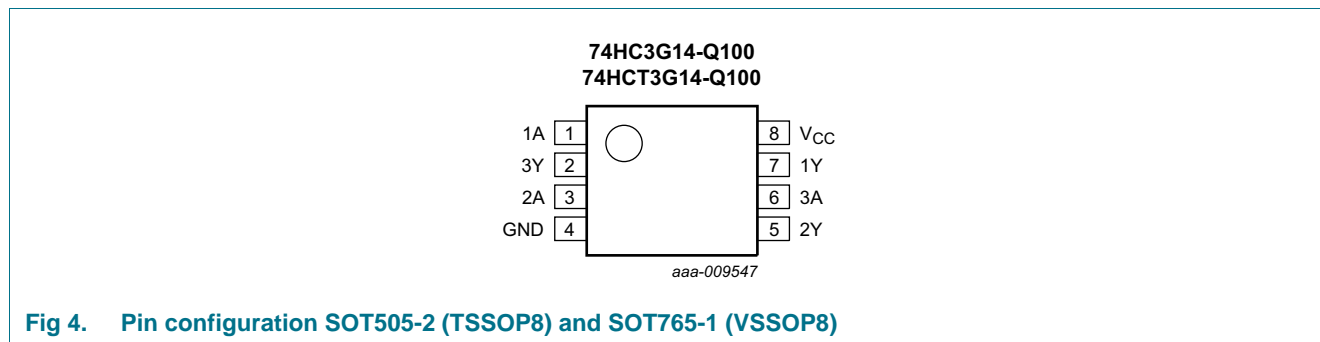 74HC3G14-Q100
74HCT3G14-Q100
1A 1 8 VCC
3Y 2 7 1Y
2A 3 6 3A
GND 4 5 2Y
aaa-009547
Fig 4. Pin configuration SOT505-2 (TSSOP8) and SOT765-1 (VSSOP8)